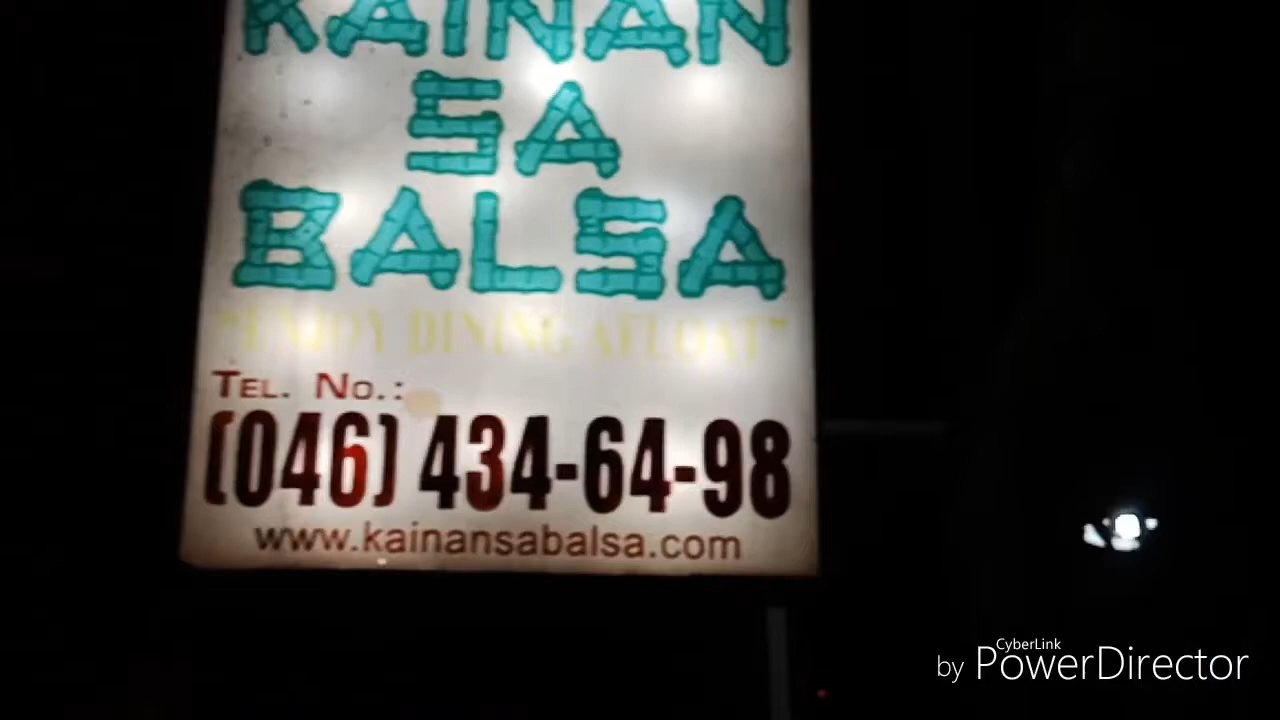 KAINAN
SA
BALSA
"ENJOY DINING AFLOAT"
TEL. NO.:
(046) 434-64-98
www.kainansabalsa.com
CyberLink
by PowerDirector